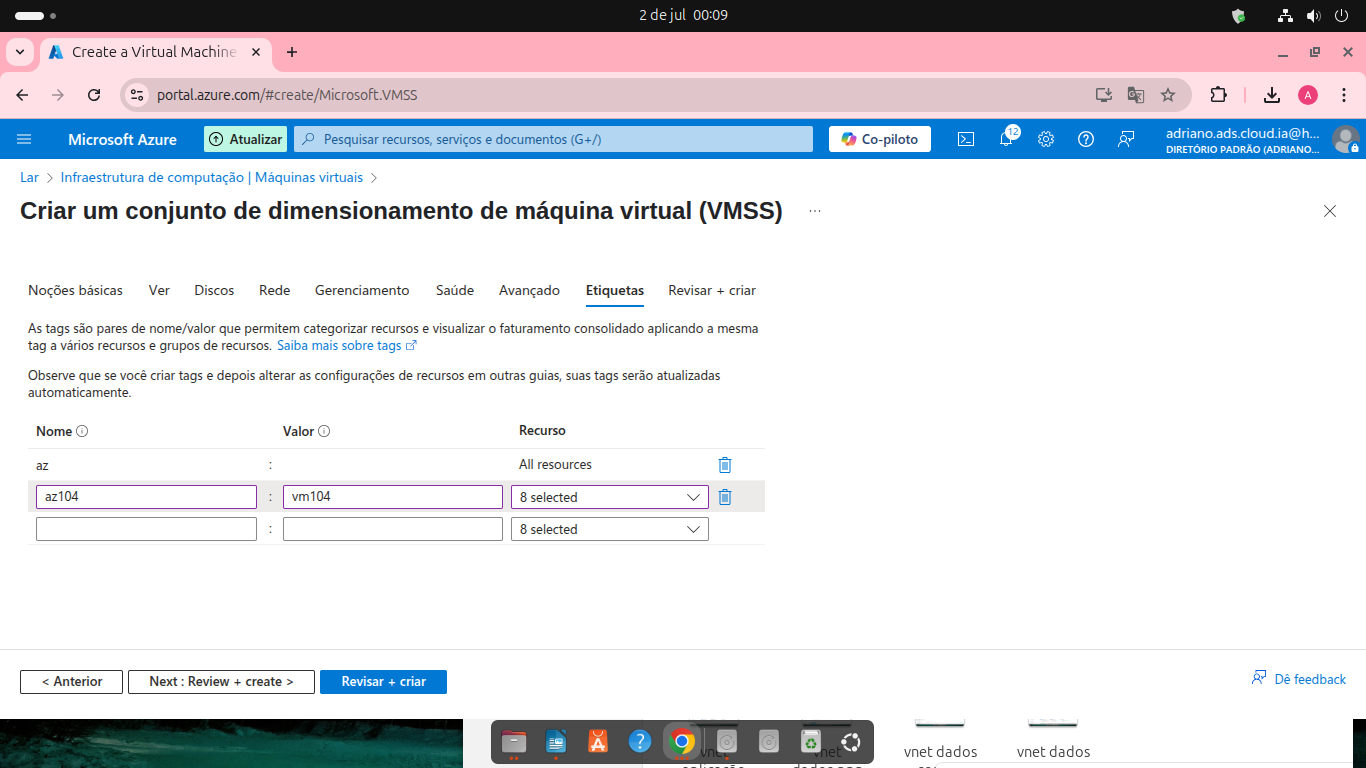 2 de jul 00:09
Create a Virtual Machine
portal.azure.com/#create/Microsoft.VMSS
A
Microsoft Azure
Atualizar
Pesquisar recursos, serviços e documentos (G+/)
Co-piloto
12
adriano.ads.cloud.ia@h...
DIRETÓRIO PADRÃO (ADRIANO...
Lar > Infraestrutura de computação | Máquinas virtuais >
Criar um conjunto de dimensionamento de máquina virtual (VMSS) ...
Noções básicas Ver Discos Rede Gerenciamento Saúde Avançado Etiquetas Revisar + criar
As tags são pares de nome/valor que permitem categorizar recursos e visualizar o faturamento consolidado aplicando a mesma
tag a vários recursos e grupos de recursos. Saiba mais sobre tags
Observe que se você criar tags e depois alterar as configurações de recursos em outras guias, suas tags serão atualizadas
automaticamente.
Nome Valor Recurso
az : All resources
az104 : vm104 8 selected
: 8 selected
< Anterior Next : Review + create > Revisar + criar
Dê feedback
vnet vnet vnet dados vnet dados